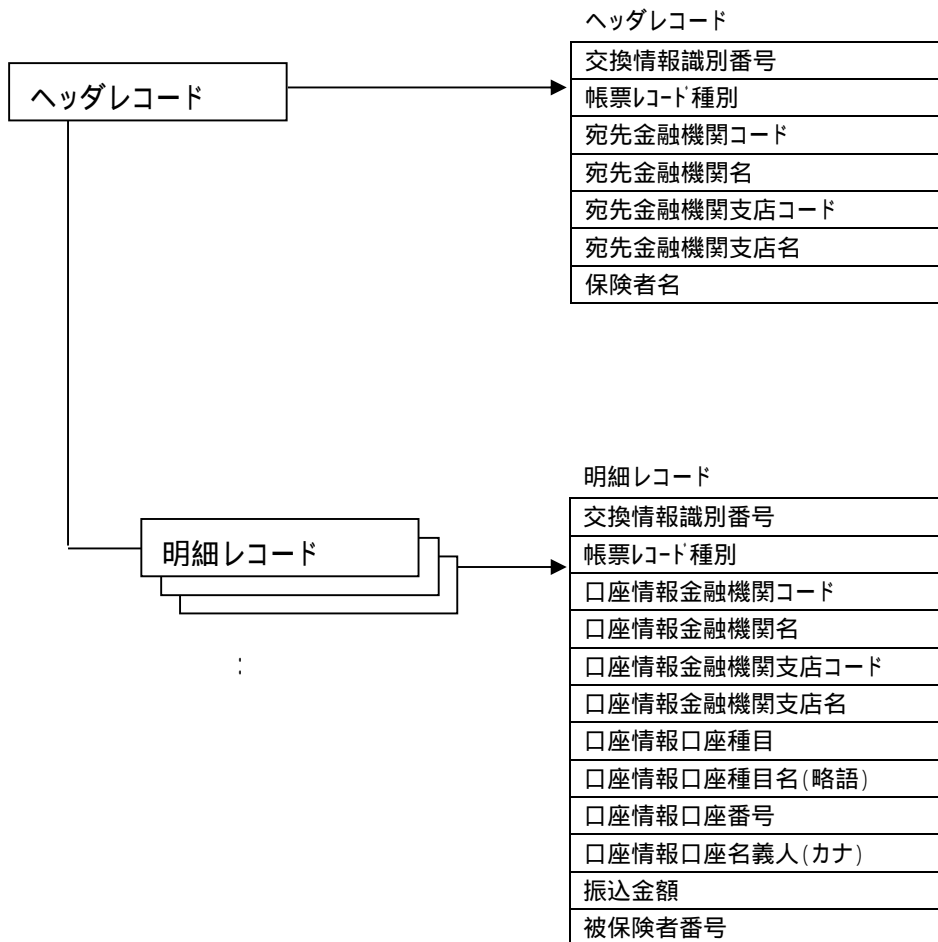 ヘッダレコード
ヘッダレコード
交換情報識別番号
帳票ﾚｺｰﾄﾞ種別
宛先金融機関コード
宛先金融機関名
宛先金融機関支店コード
宛先金融機関支店名
保険者名
明細レコード
明細レコード
交換情報識別番号
帳票ﾚｺｰﾄﾞ種別
口座情報金融機関コード
口座情報金融機関名
口座情報金融機関支店コード
口座情報金融機関支店名
口座情報口座種目
口座情報口座種目名(略語)
口座情報口座番号
口座情報口座名義人(カナ)
振込金額
被保険者番号
: